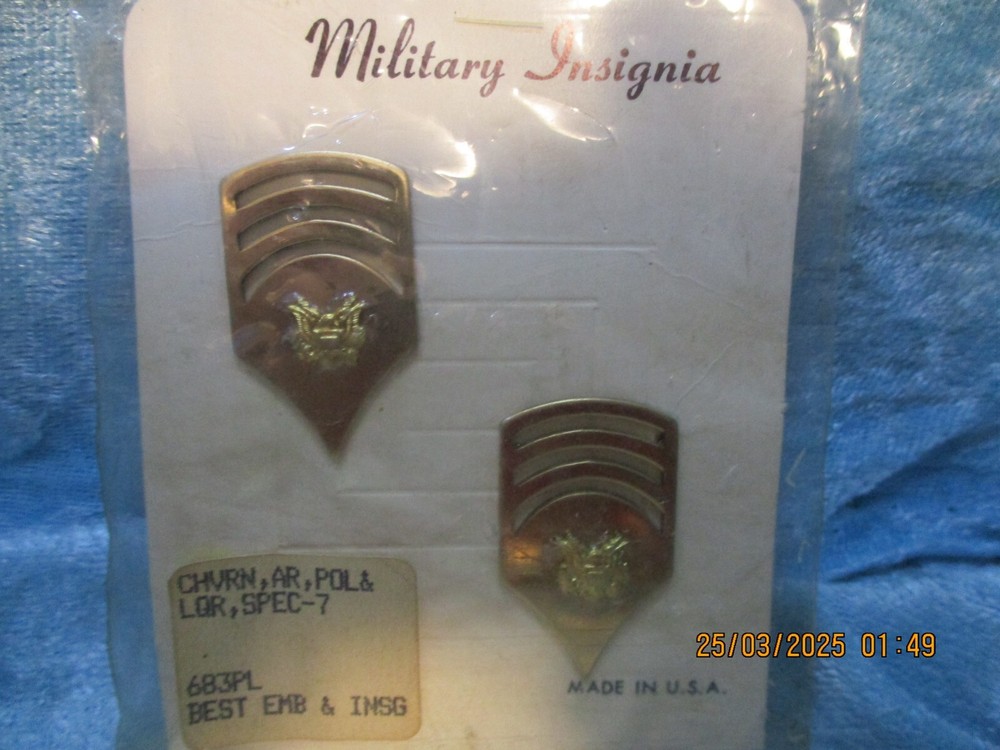 Military Insignia
CHVRN,AR,POL&
LQR,SPEC-7
683PL
BEST EMB & INSG
MADE IN U.S.A.
25/03/2025 01:49